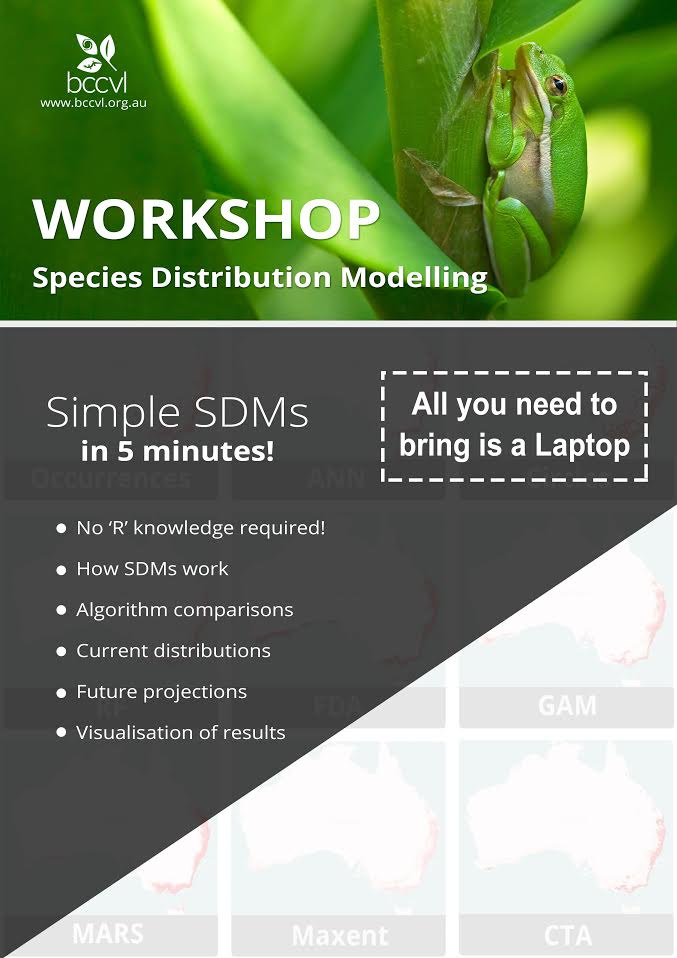 bccvl
www.bccvl.org.au
WORKSHOP
Species Distribution Modelling
Simple SDMs
in 5 minutes!
All you need to
bring is a Laptop
Occurrences
ANN
• No ‘R’ knowledge required!
• How SDMs work
• Algorithm comparisons
• Current distributions
• Future projections
• Visualisation of results
RF
FDA
GAM
MARS
Maxent
CTA